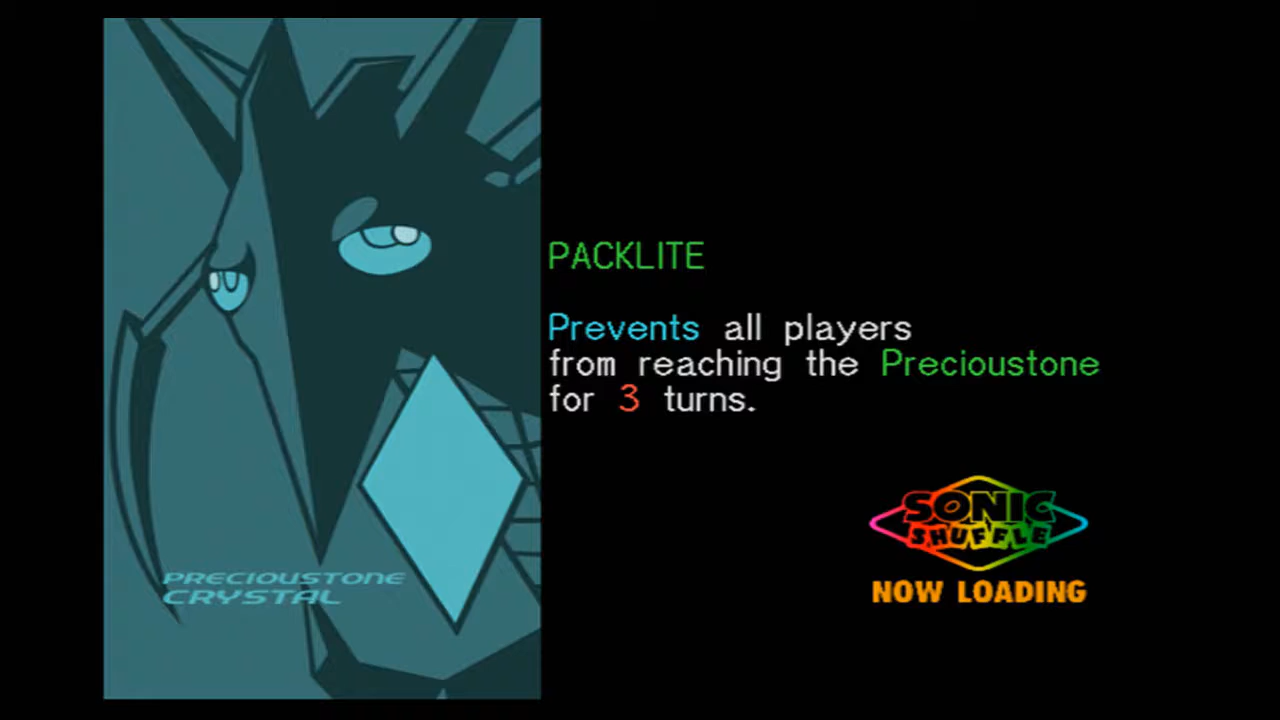 PACKLITE
Prevents all players
from reaching the Precioustone
for 3 turns.
PRECIOUSTONE
CRYSTAL
SONIC
SHUFFLE
NOW LOADING